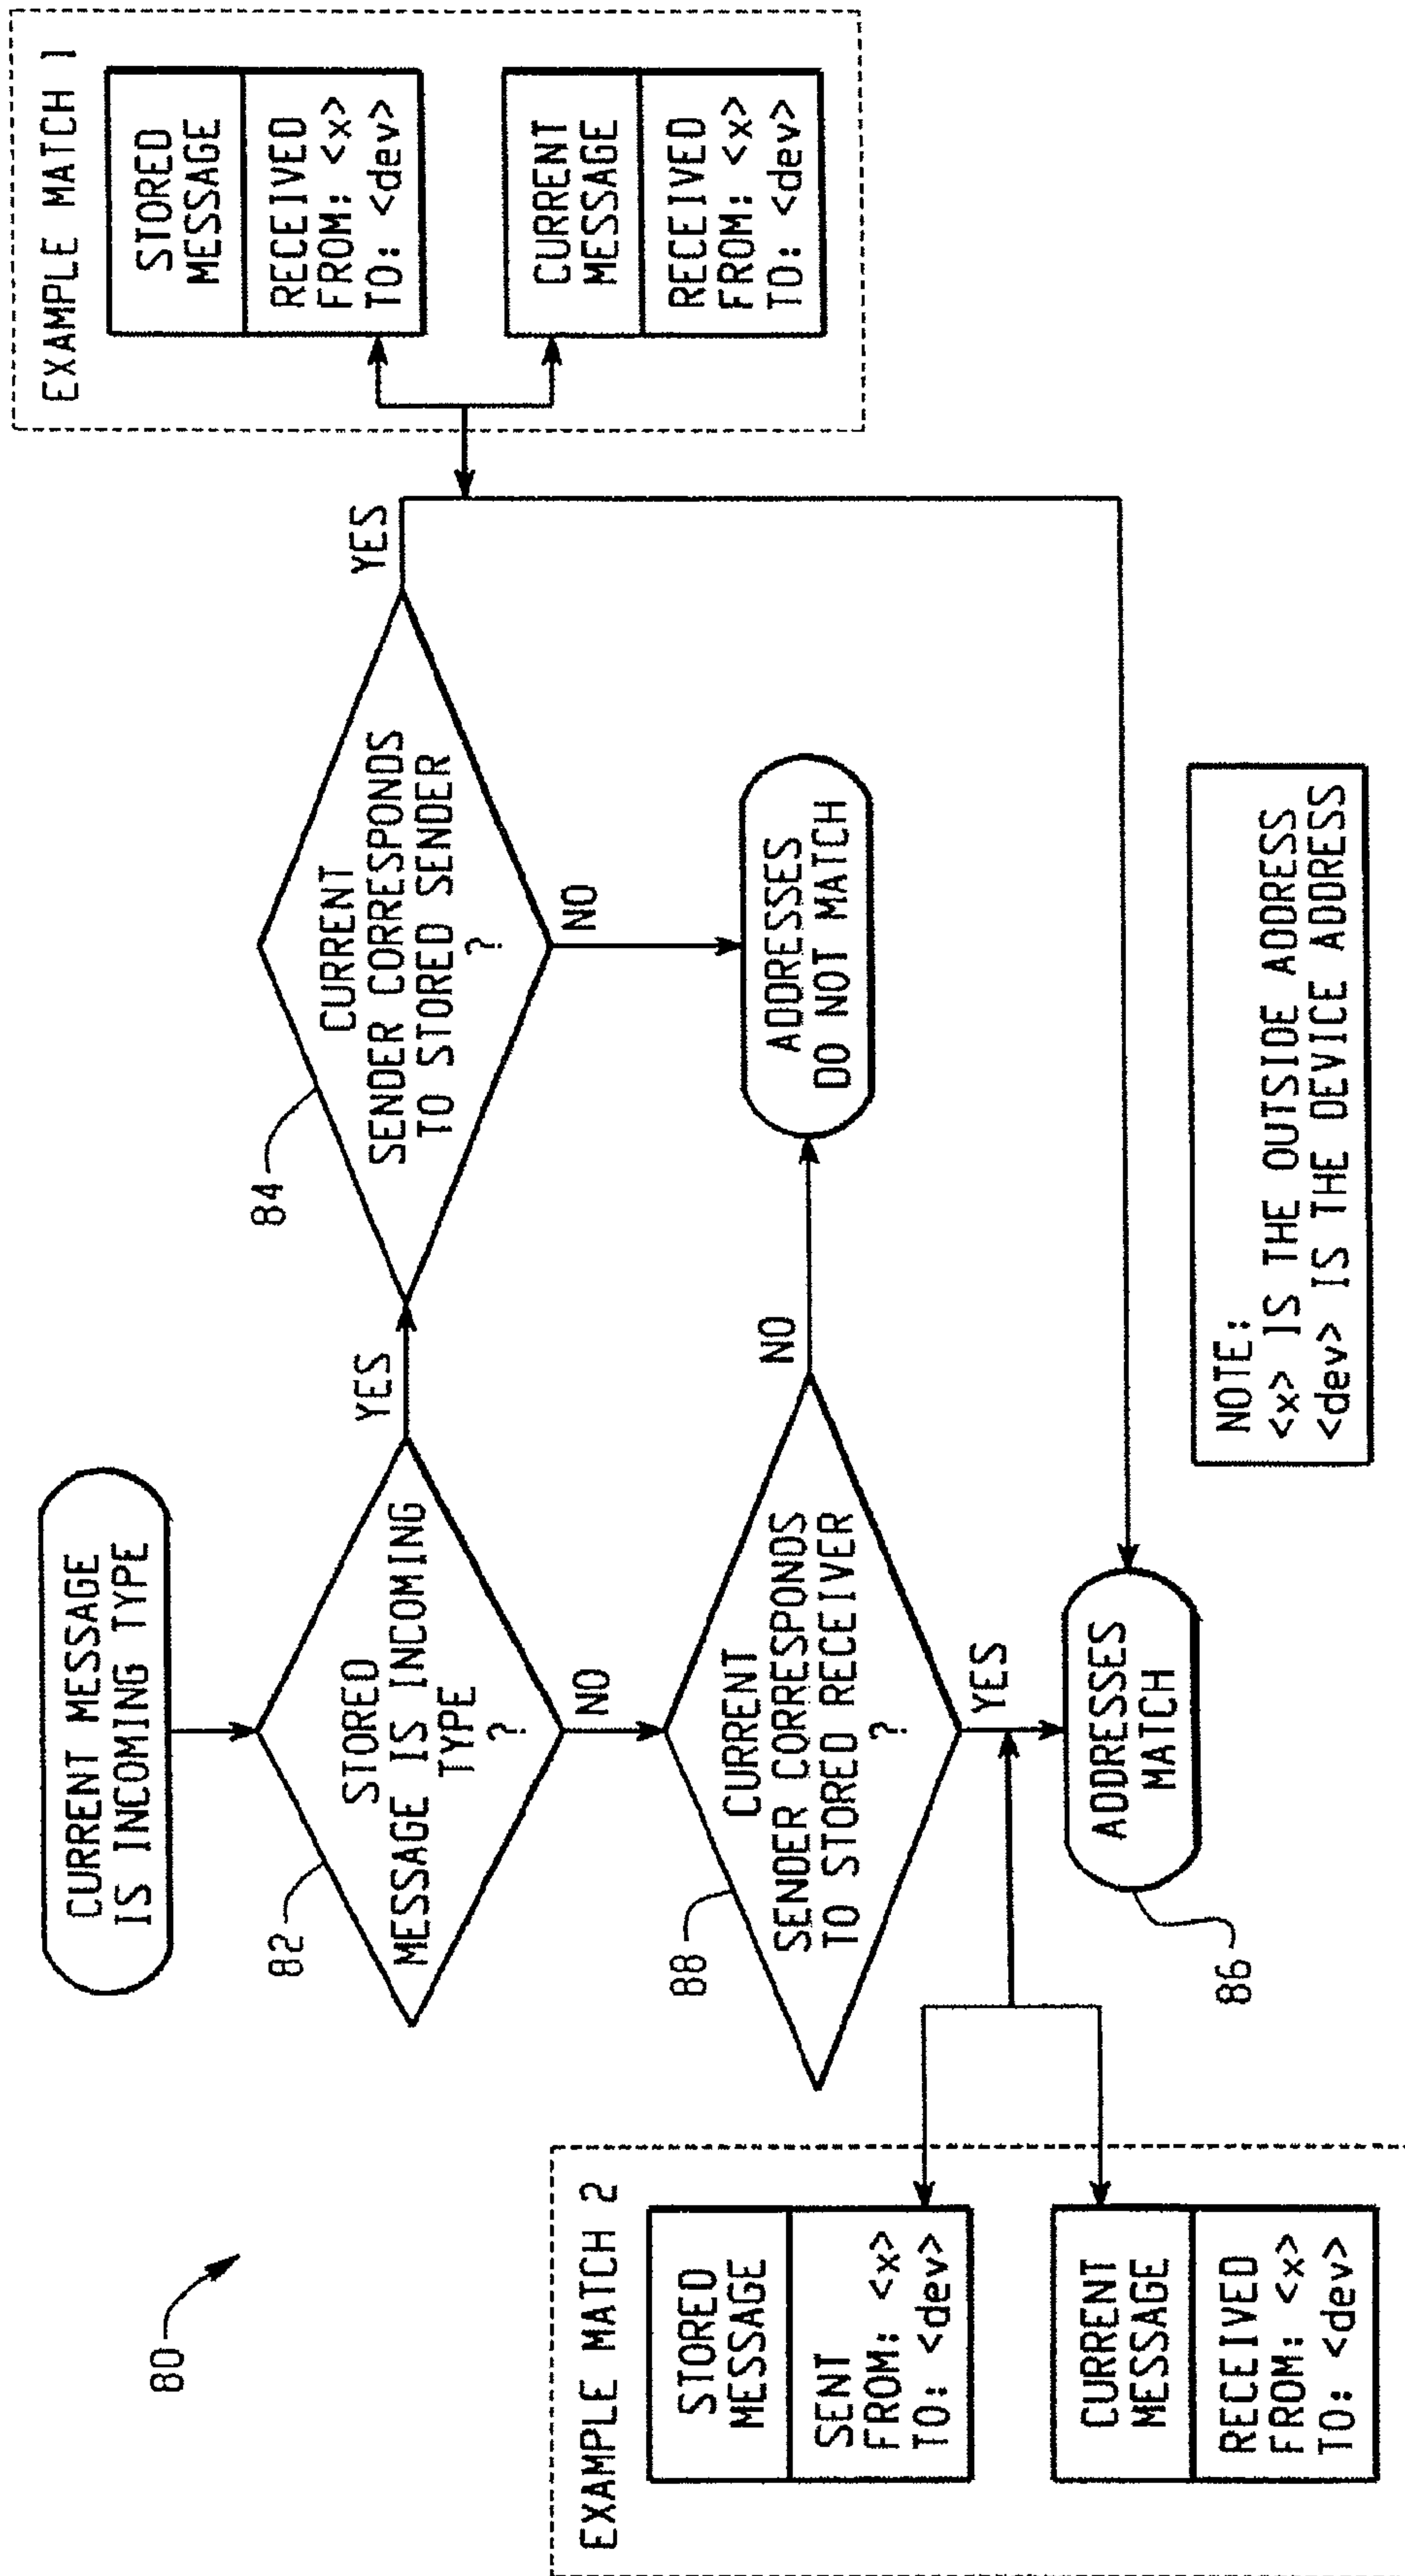 80
CURRENT MESSAGE
IS INCOMING TYPE
82
STORED
MESSAGE IS INCOMING
TYPE
?
YES
NO
84
CURRENT
SENDER CORRESPONDS
TO STORED SENDER
?
YES
NO
EXAMPLE MATCH 1
STORED
MESSAGE
RECEIVED
FROM: <x>
TO: <dev>
CURRENT
MESSAGE
RECEIVED
FROM: <x>
TO: <dev>
88
CURRENT
SENDER CORRESPONDS
TO STORED RECEIVER
?
NO
YES
ADDRESSES
DO NOT MATCH
EXAMPLE MATCH 2
STORED
MESSAGE
SENT
FROM: <x>
TO: <dev>
CURRENT
MESSAGE
RECEIVED
FROM: <x>
TO: <dev>
86
ADDRESSES
MATCH
NOTE:
<x> IS THE OUTSIDE ADDRESS
<dev> IS THE DEVICE ADDRESS